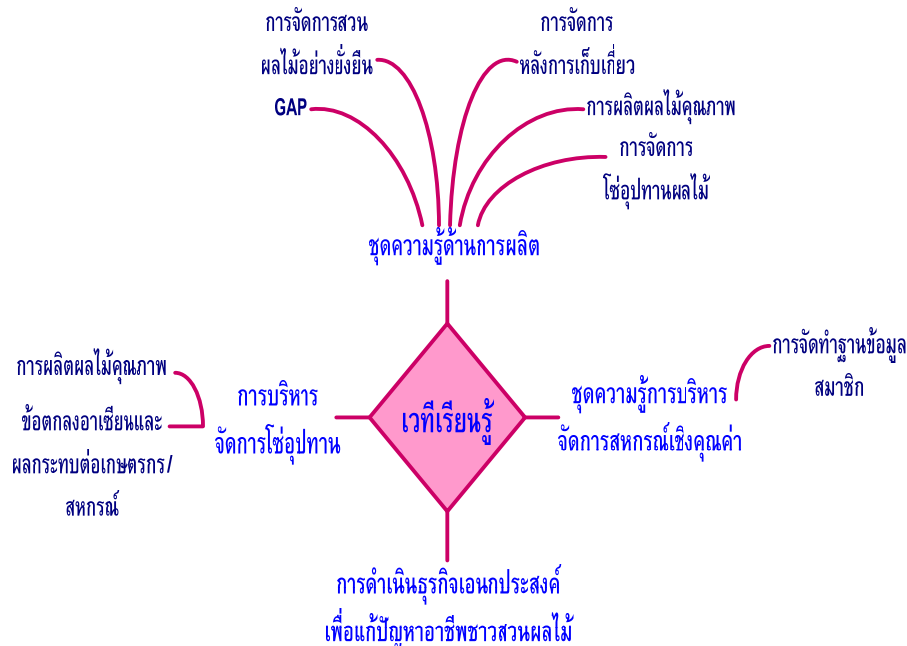 การจัดการสวน
ผลไม้อย่างยั่งยืน
การจัดการ
หลังการเก็บเกี่ยว
GAP
การผลิตผลไม้คุณภาพ
การจัดการ
โซ่อุปทานผลไม้
ชุดความรู้ด้านการผลิต
การผลิตผลไม้คุณภาพ
ข้อตกลงอาเซียนและ
ผลกระทบต่อเกษตรกร/
สหกรณ์
การบริหาร
จัดการโซ่อุปทาน
เวทีเรียนรู้
ชุดความรู้การบริหาร
จัดการสหกรณ์เชิงคุณค่า
การจัดทำฐานข้อมูล
สมาชิก
การดำเนินธุรกิจเอนกประสงค์
เพื่อแก้ปัญหาอาชีพชาวสวนผลไม้